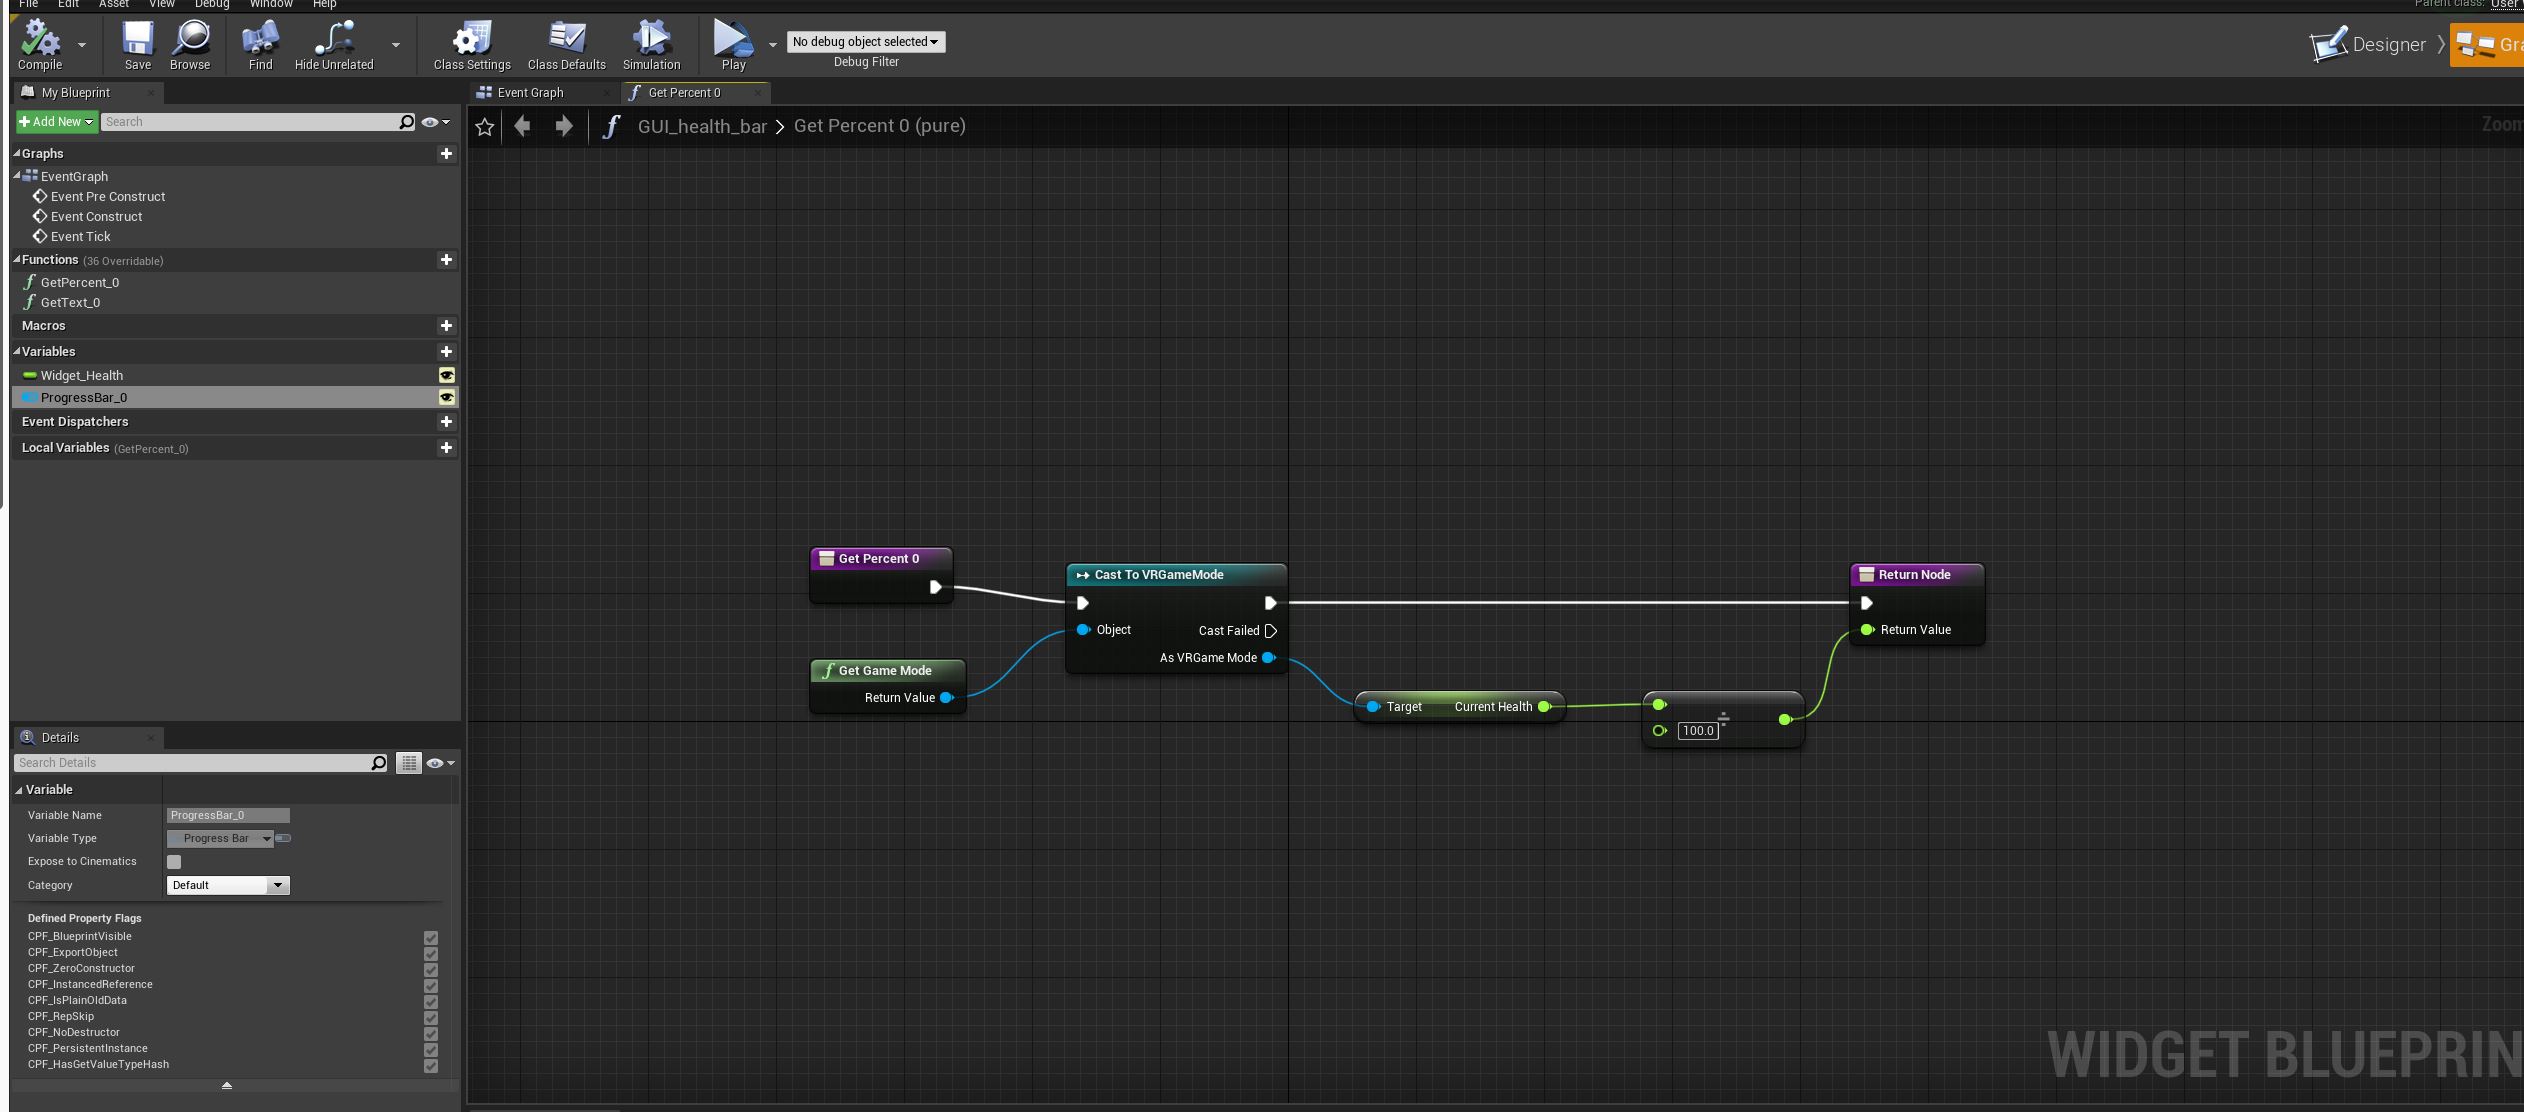 File Edit Asset View Debug Window Help
Parent class: User
Compile
Save
Browse
Find
Hide Unrelated
Class Settings
Class Defaults
Simulation
Play
No debug object selected
Debug Filter
Designer
My Blueprint
Add New
Search
Graphs
EventGraph
Event Pre Construct
Event Construct
Event Tick
Functions (36 Overridable)
GetPercent_0
GetText_0
Macros
Variables
Widget_Health
ProgressBar_0
Event Dispatchers
Local Variables (GetPercent_0)
Details
Search Details
Variable
Variable Name ProgressBar_0
Variable Type Progress Bar
Expose to Cinematics
Category Default
Defined Property Flags
CPF_BlueprintVisible
CPF_ExportObject
CPF_ZeroConstructor
CPF_InstancedReference
CPF_IsPlainOldData
CPF_RepSkip
CPF_NoDestructor
CPF_PersistentInstance
CPF_HasGetValueTypeHash
Event Graph
Get Percent 0
GUI_health_bar > Get Percent 0 (pure)
Zoom
Get Percent 0
Get Game Mode
Return Value
Cast To VRGameMode
Object
Cast Failed
As VRGame Mode
Target Current Health
÷
100.0
Return Node
Return Value
WIDGET BLUEPRIN